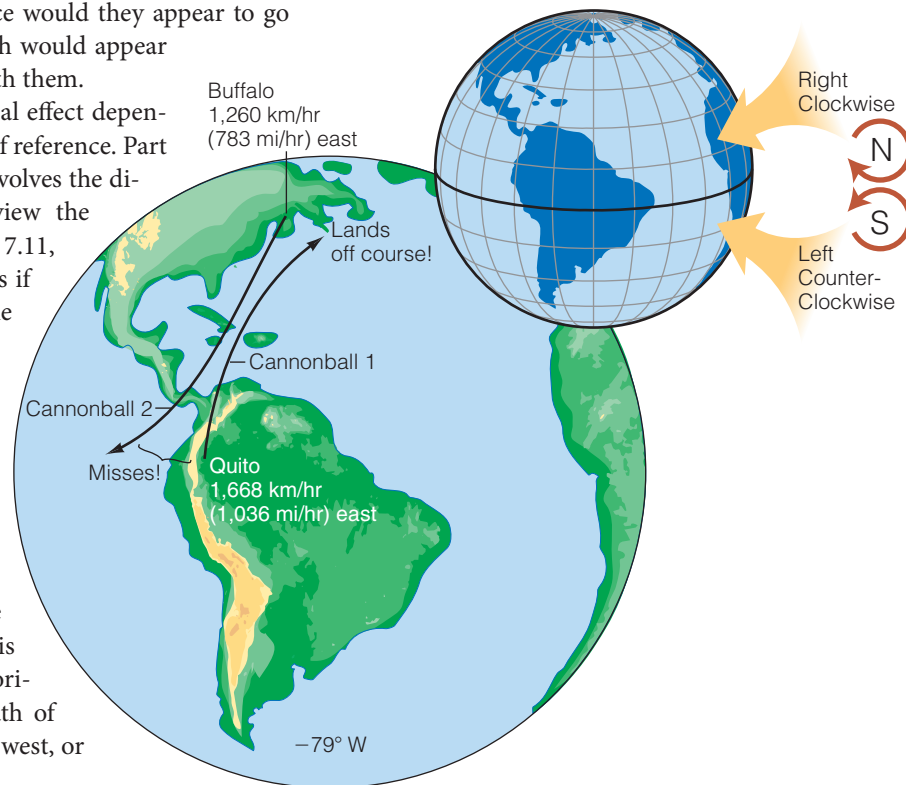 ce would they appear to go
h would appear
th them.
al effect depen-
of reference. Part
volves the di-
view the
7.11,
s if
e
is
ori-
th of
west, or
Buffalo
1,260 km/hr
(783 mi/hr) east
Lands
off course!
Cannonball 1
Cannonball 2
Misses!
Quito
1,668 km/hr
(1,036 mi/hr) east
–79° W
Right
Clockwise
N
S
Left
Counter-
Clockwise